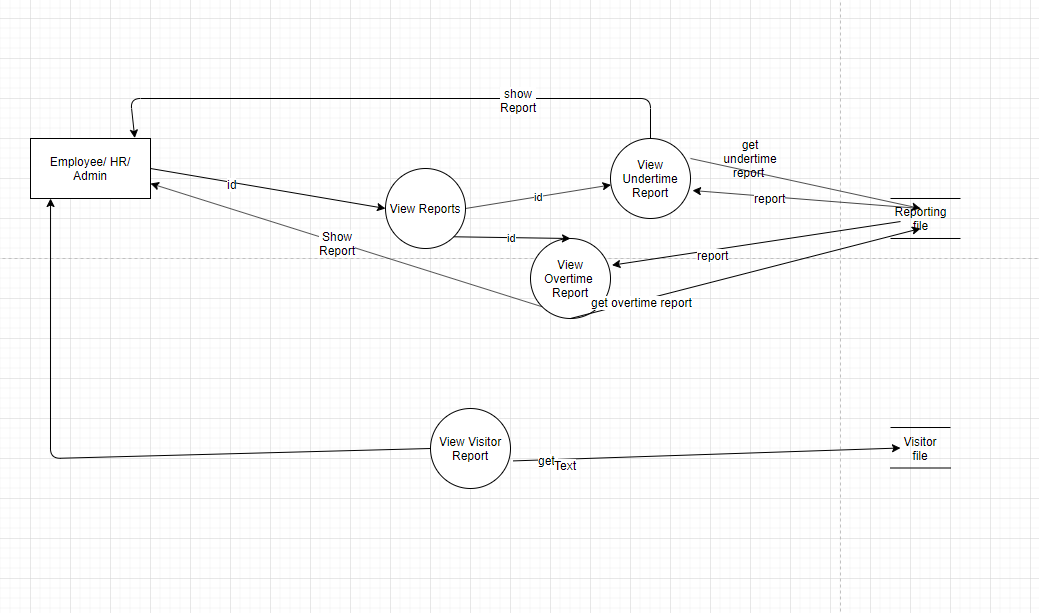 show
Report
Employee/ HR/
Admin
id
View Reports
id
View
Undertime
Report
get
undertime
report
report
Reporting
file
Show
Report
id
View
Overtime
Report
report
get overtime report
View Visitor
Report
get
Text
Visitor
file